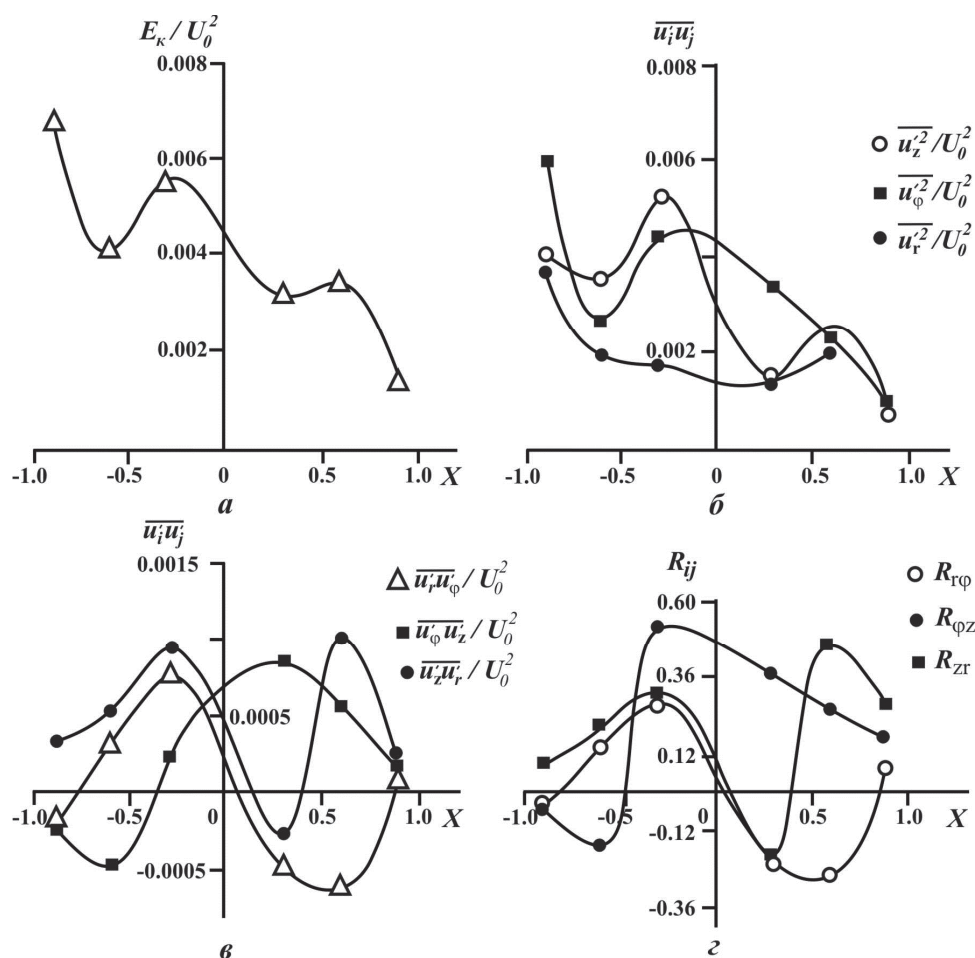 E_κ / U_0^2
0.008
0.006
0.004
0.002
-1.0 -0.5 0 0.5 1.0 X
а
u′_i u′_j
0.008
0.006
0.002
u′_z^2 / U_0^2
u′_φ^2 / U_0^2
u′_r^2 / U_0^2
-1.0 -0.5 0 0.5 1.0 X
б
u′_i u′_j
0.0015
0.0005
-0.0005
u′_r u′_φ / U_0^2
u′_φ u′_z / U_0^2
u′_z u′_r / U_0^2
-1.0 -0.5 0 0.5 1.0 X
в
R_ij
0.60
0.36
0.12
-0.12
-0.36
R_rφ
R_φz
R_zr
-1.0 -0.5 0 0.5 1.0 X
г